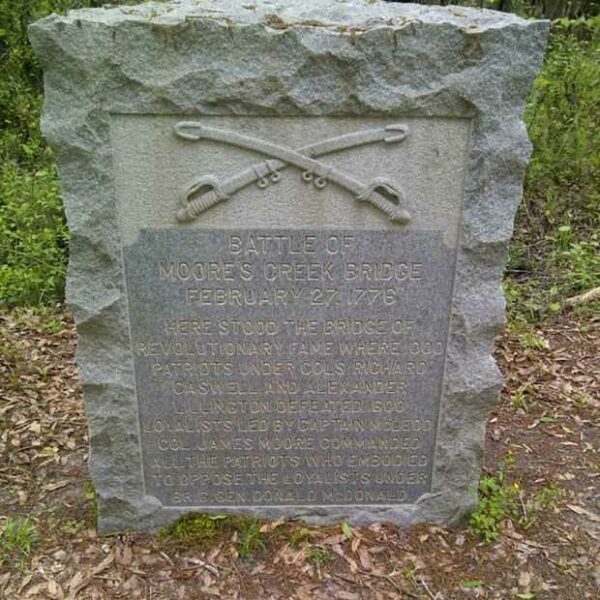 BATTLE OF
MOORE'S CREEK BRIDGE
FEBRUARY 27, 1776
HERE STOOD THE BRIDGE OF
REVOLUTIONARY FAME WHERE 1000
PATRIOTS UNDER COLS. RICHARD
CASWELL AND ALEXANDER
LILLINGTON DEFEATED 1600
LOYALISTS LED BY CAPTAIN MCLEOD
COL. JAMES MOORE COMMANDED
ALL THE PATRIOTS WHO EMBODIED
TO OPPOSE THE LOYALISTS UNDER
BRIG. GEN. DONALD MCDONALD